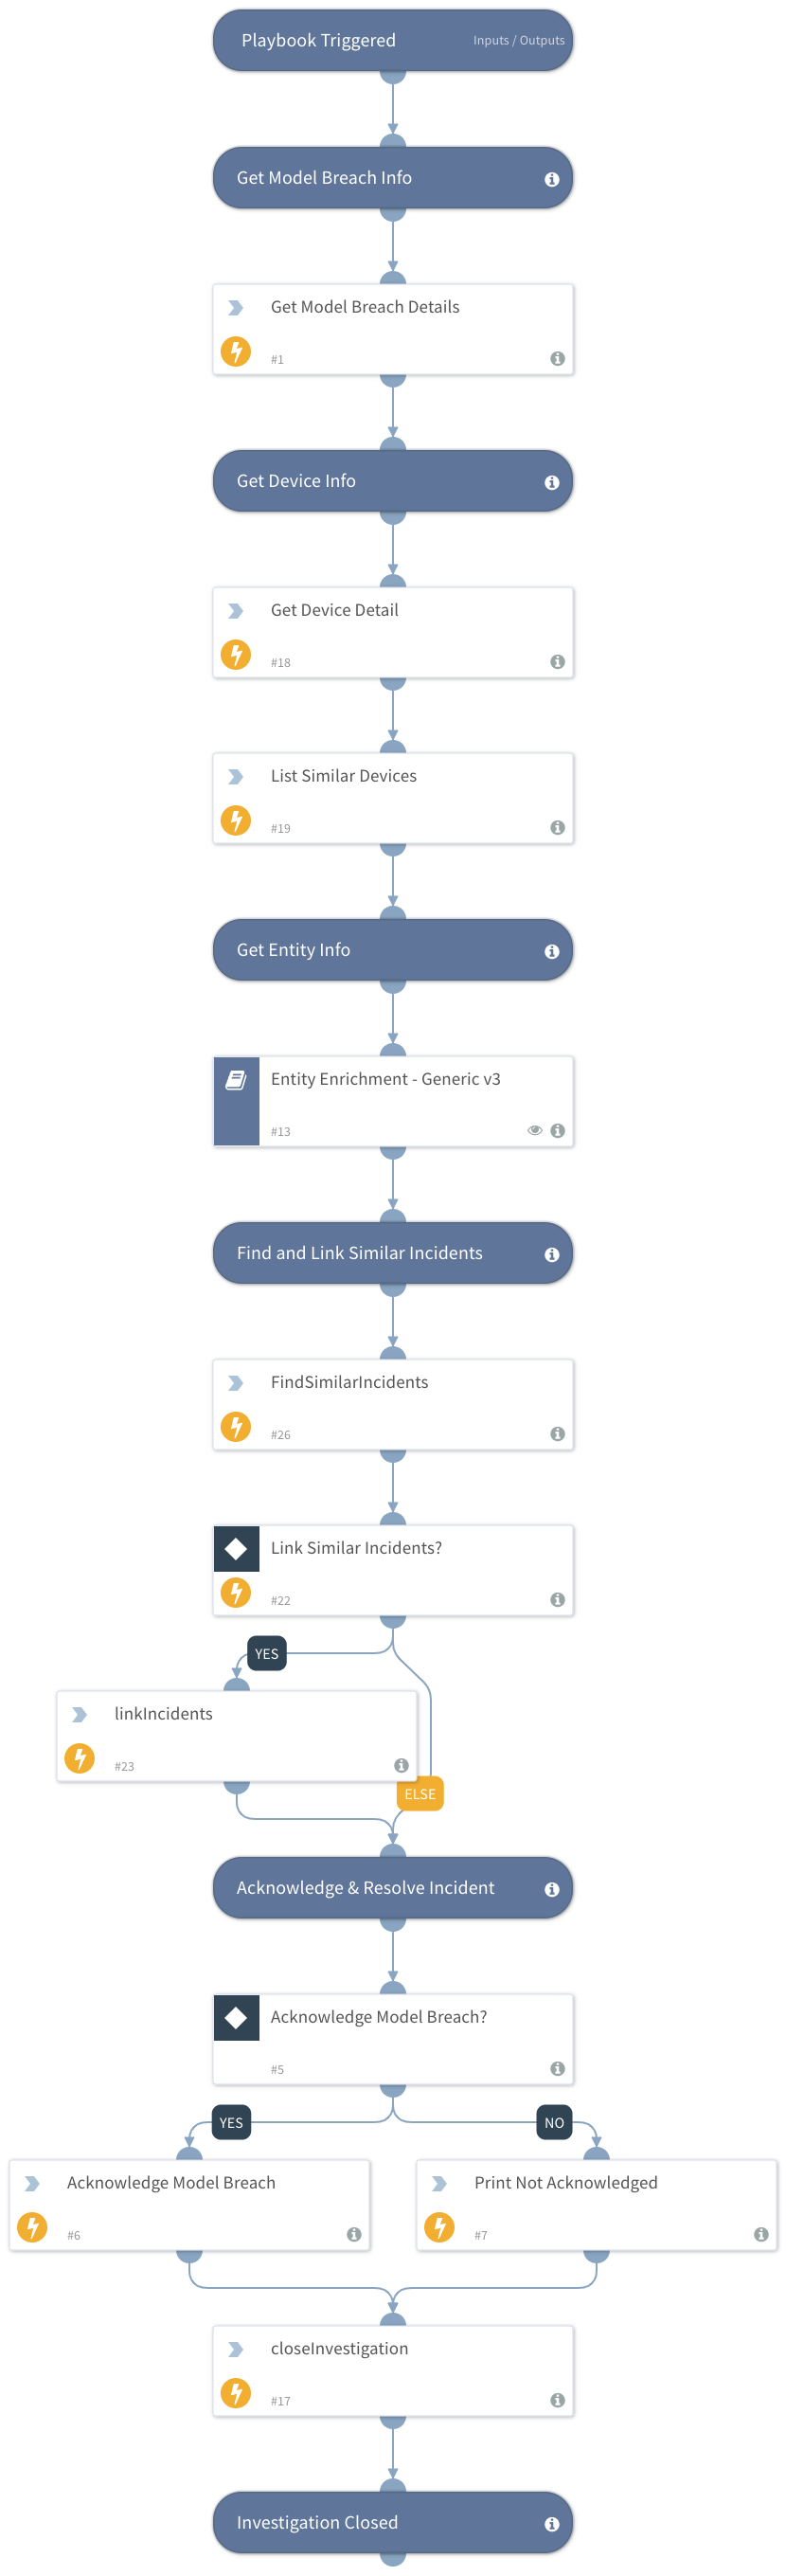 Playbook Triggered Inputs / Outputs
Get Model Breach Info
Get Model Breach Details
#1
Get Device Info
Get Device Detail
#18
List Similar Devices
#19
Get Entity Info
Entity Enrichment - Generic v3
#13
Find and Link Similar Incidents
FindSimilarIncidents
#26
Link Similar Incidents?
#22
YES
linkIncidents
#23
ELSE
Acknowledge & Resolve Incident
Acknowledge Model Breach?
#5
YES
NO
Acknowledge Model Breach
#6
Print Not Acknowledged
#7
closeInvestigation
#17
Investigation Closed